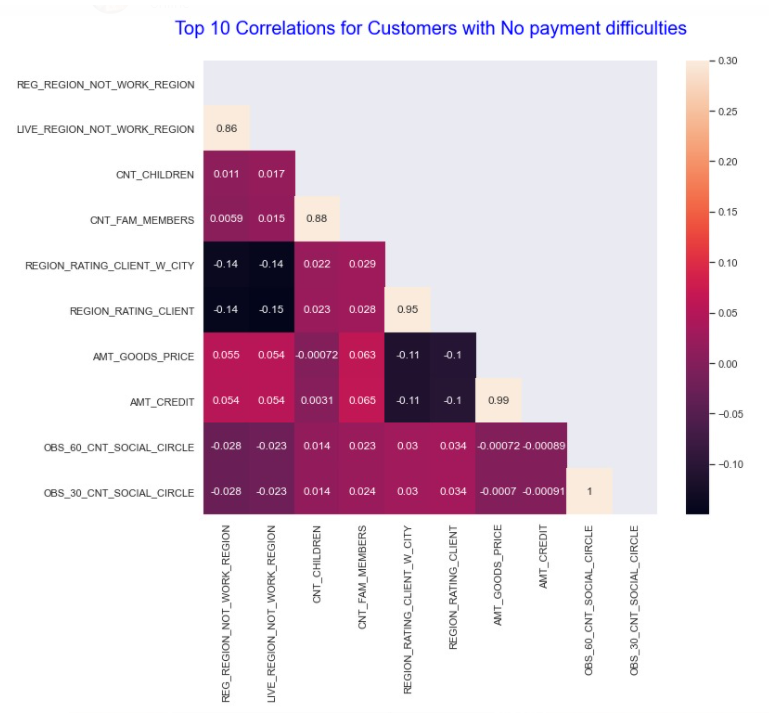 Top 10 Correlations for Customers with No payment difficulties
0.30
REG_REGION_NOT_WORK_REGION
LIVE_REGION_NOT_WORK_REGION 0.86
0.25
CNT_CHILDREN 0.011 0.017
0.20
CNT_FAM_MEMBERS 0.0059 0.015 0.88
0.15
REGION_RATING_CLIENT_W_CITY -0.14 -0.14 0.022 0.029
0.10
REGION_RATING_CLIENT -0.14 -0.15 0.023 0.028 0.95
0.05
AMT_GOODS_PRICE 0.055 0.054 -0.00072 0.063 -0.11 -0.1
0.00
AMT_CREDIT 0.054 0.054 0.0031 0.065 -0.11 -0.1 0.99
-0.05
OBS_60_CNT_SOCIAL_CIRCLE -0.028 -0.023 0.014 0.023 0.03 0.034 -0.00072 -0.00089
-0.10
OBS_30_CNT_SOCIAL_CIRCLE -0.028 -0.023 0.014 0.024 0.03 0.034 -0.0007 -0.00091 1
REG_REGION_NOT_WORK_REGION
LIVE_REGION_NOT_WORK_REGION
CNT_CHILDREN
CNT_FAM_MEMBERS
REGION_RATING_CLIENT_W_CITY
REGION_RATING_CLIENT
AMT_GOODS_PRICE
AMT_CREDIT
OBS_60_CNT_SOCIAL_CIRCLE
OBS_30_CNT_SOCIAL_CIRCLE